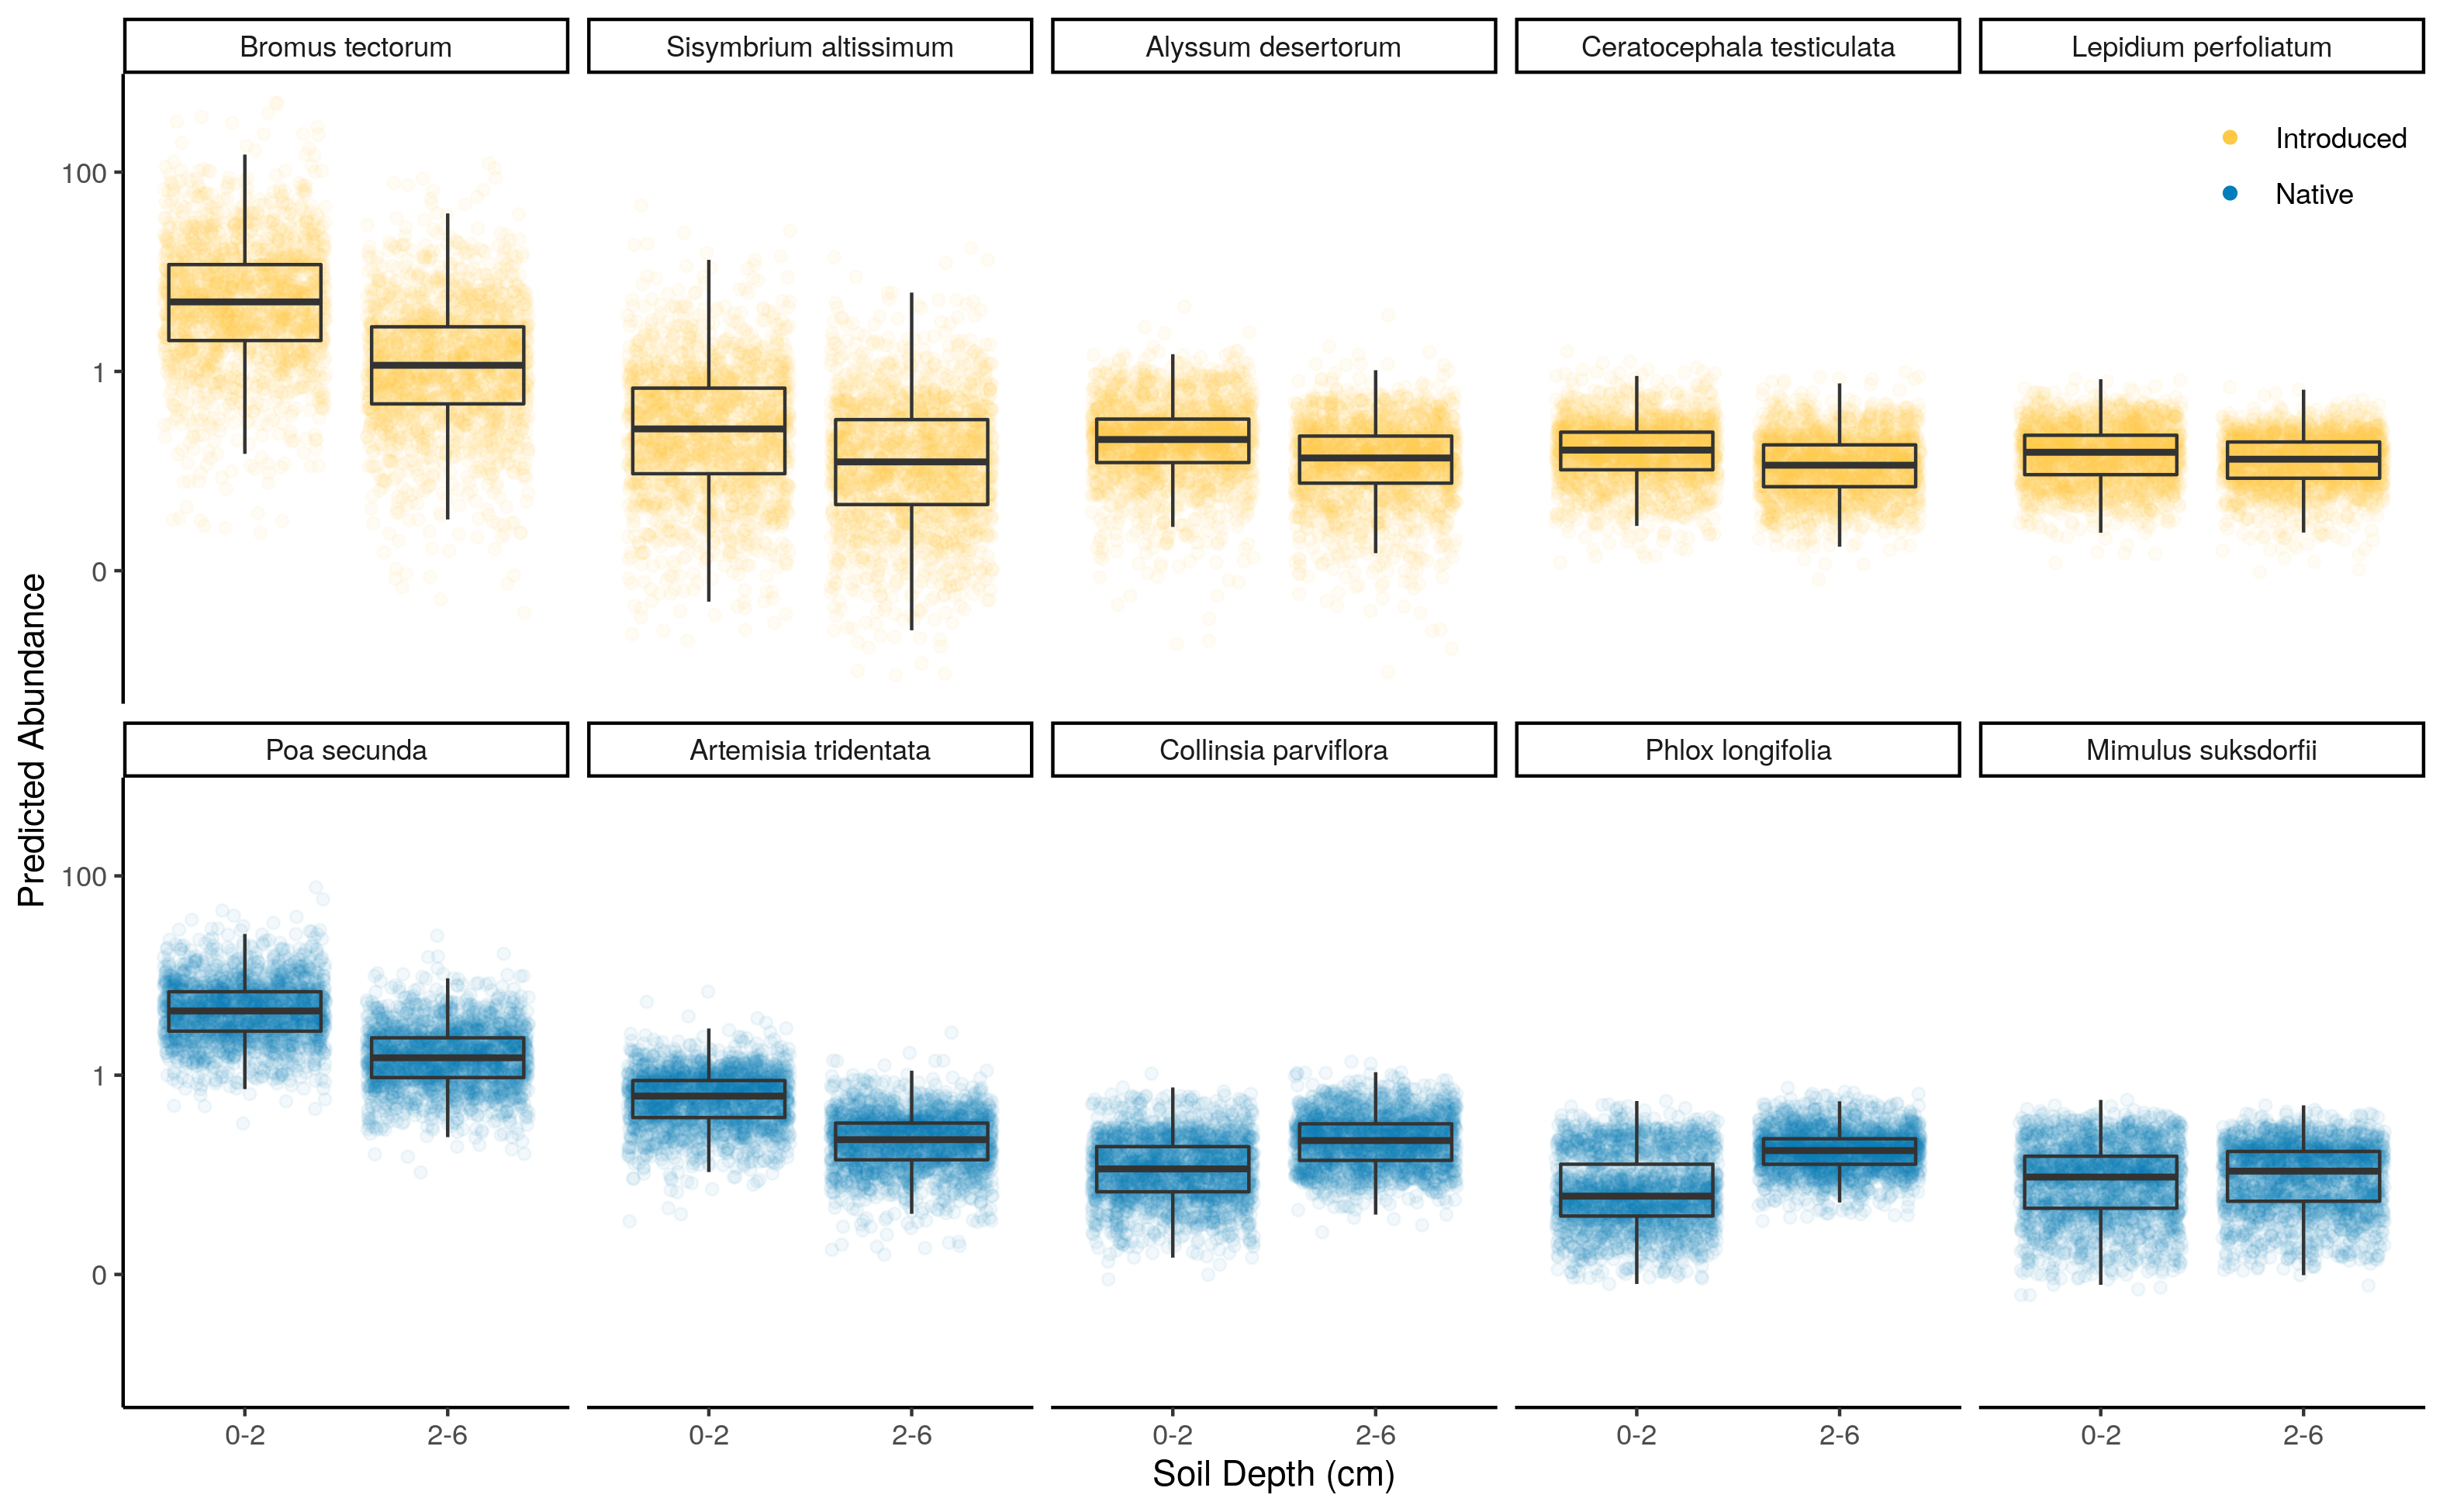 Bromus tectorum
Sisymbrium altissimum
Alyssum desertorum
Ceratocephala testiculata
Lepidium perfoliatum
Introduced
Native
100
1
0
Predicted Abundance
Poa secunda
Artemisia tridentata
Collinsia parviflora
Phlox longifolia
Mimulus suksdorfii
100
1
0
0-2
2-6
0-2
2-6
0-2
2-6
0-2
2-6
0-2
2-6
Soil Depth (cm)